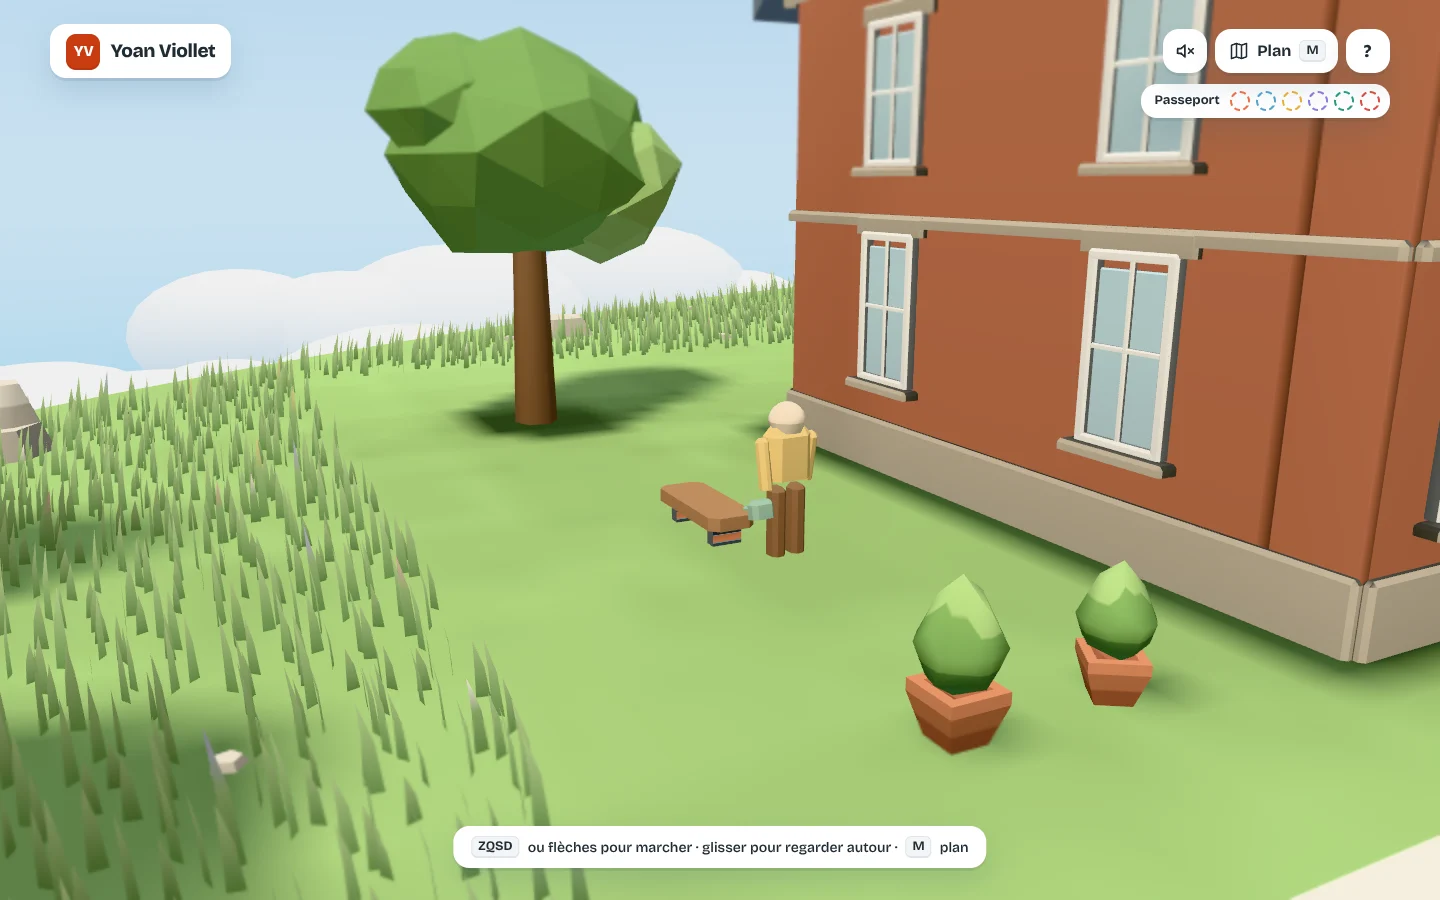 YV Yoan Viollet
Plan M ?
Passeport
ZQSD ou flèches pour marcher · glisser pour regarder autour · M plan